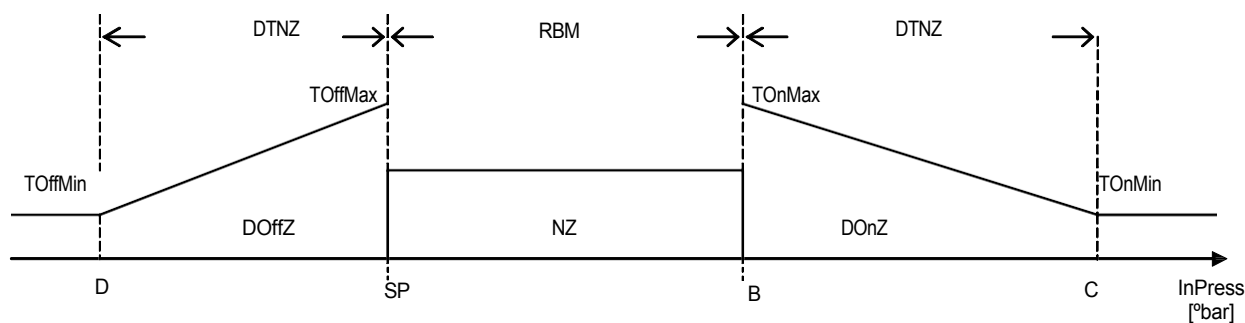 DTNZ
RBM
DTNZ
TOffMax
TOnMax
TOffMin
TOnMin
DOffZ
NZ
DOnZ
D
SP
B
C
InPress
[ºbar]